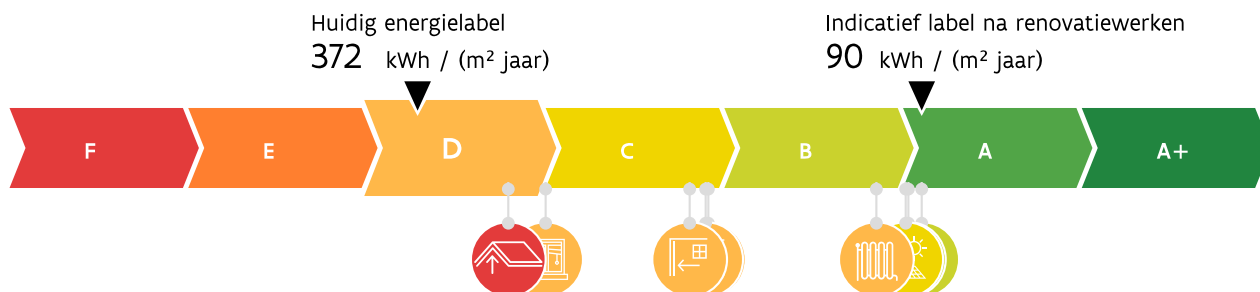 Huidig energielabel
372 kWh / (m² jaar)
Indicatief label na renovatiewerken
90 kWh / (m² jaar)
F
E
D
C
B
A
A+